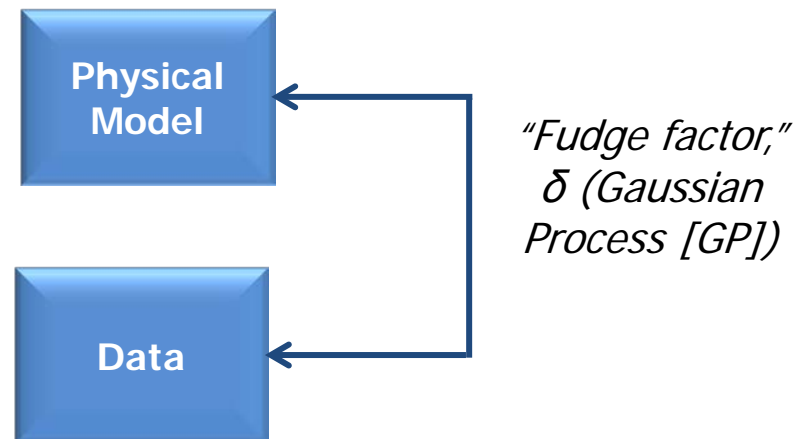 Physical
Model
"Fudge factor,"
δ (Gaussian
Process [GP])
Data